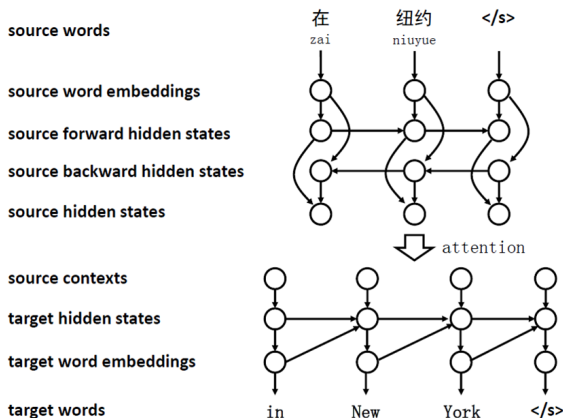 source words 在 纽约 </s>
zai niuyue
source word embeddings
source forward hidden states
source backward hidden states
source hidden states
attention
source contexts
target hidden states
target word embeddings
target words in New York </s>